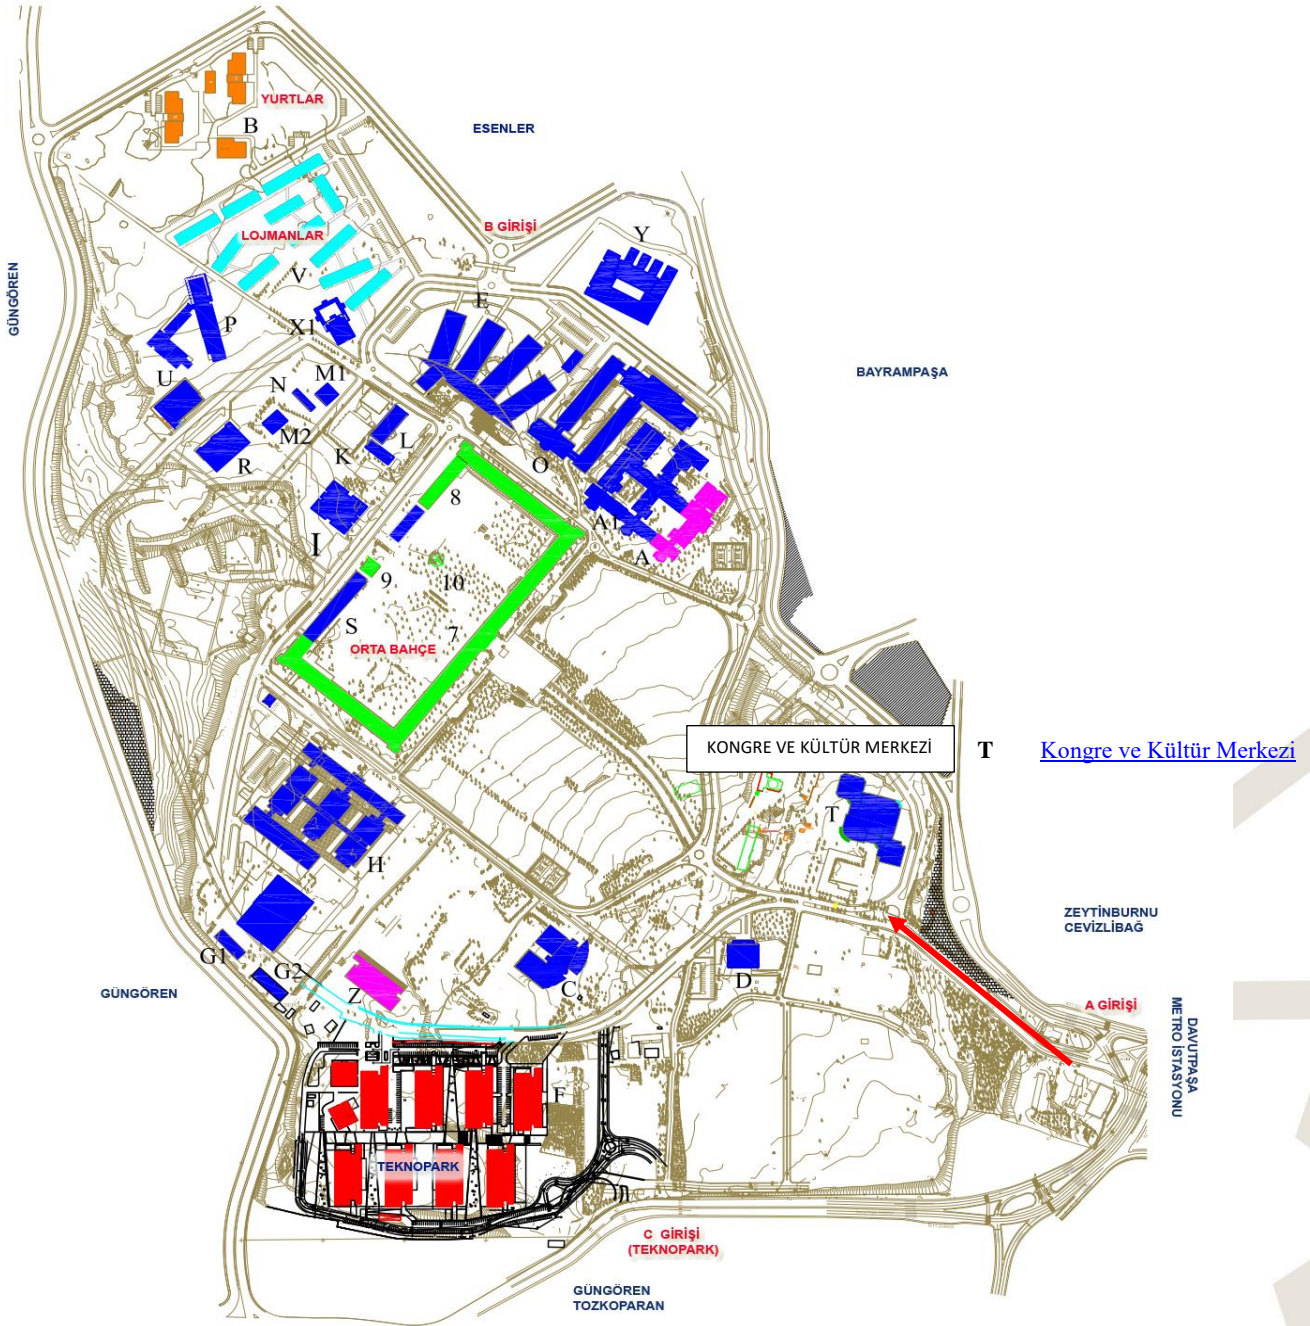 YURTLAR
B
ESENLER
B GİRİŞİ
LOJMANLAR
Y
GÜNGÖREN
V
E
P
X1
BAYRAMPAŞA
U
N
M1
M2
L
K
R
O
8
A1
I
A
9
10
S
7
ORTA BAHÇE
KONGRE VE KÜLTÜR MERKEZİ
T Kongre ve Kültür Merkezi
T
H
ZEYTİNBURNU
CEVİZLİBAĞ
G1
G2
D
Z
C
GÜNGÖREN
A GİRİŞİ
DAVUTPAŞA
METRO İSTASYONU
F
TEKNOPARK
C GİRİŞİ
(TEKNOPARK)
GÜNGÖREN
TOZKOPARAN